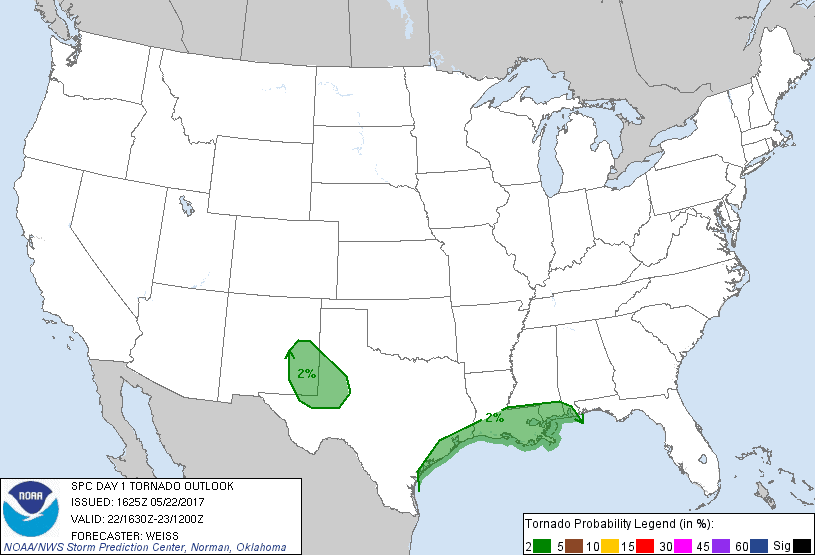 2%
2%
NOAA
SPC DAY 1 TORNADO OUTLOOK
ISSUED: 1625Z 05/22/2017
VALID: 22/1630Z-23/1200Z
FORECASTER: WEISS
NOAA/NWS Storm Prediction Center, Norman, Oklahoma
Tornado Probability Legend (in %):
2 5 10 15 30 45 60 Sig